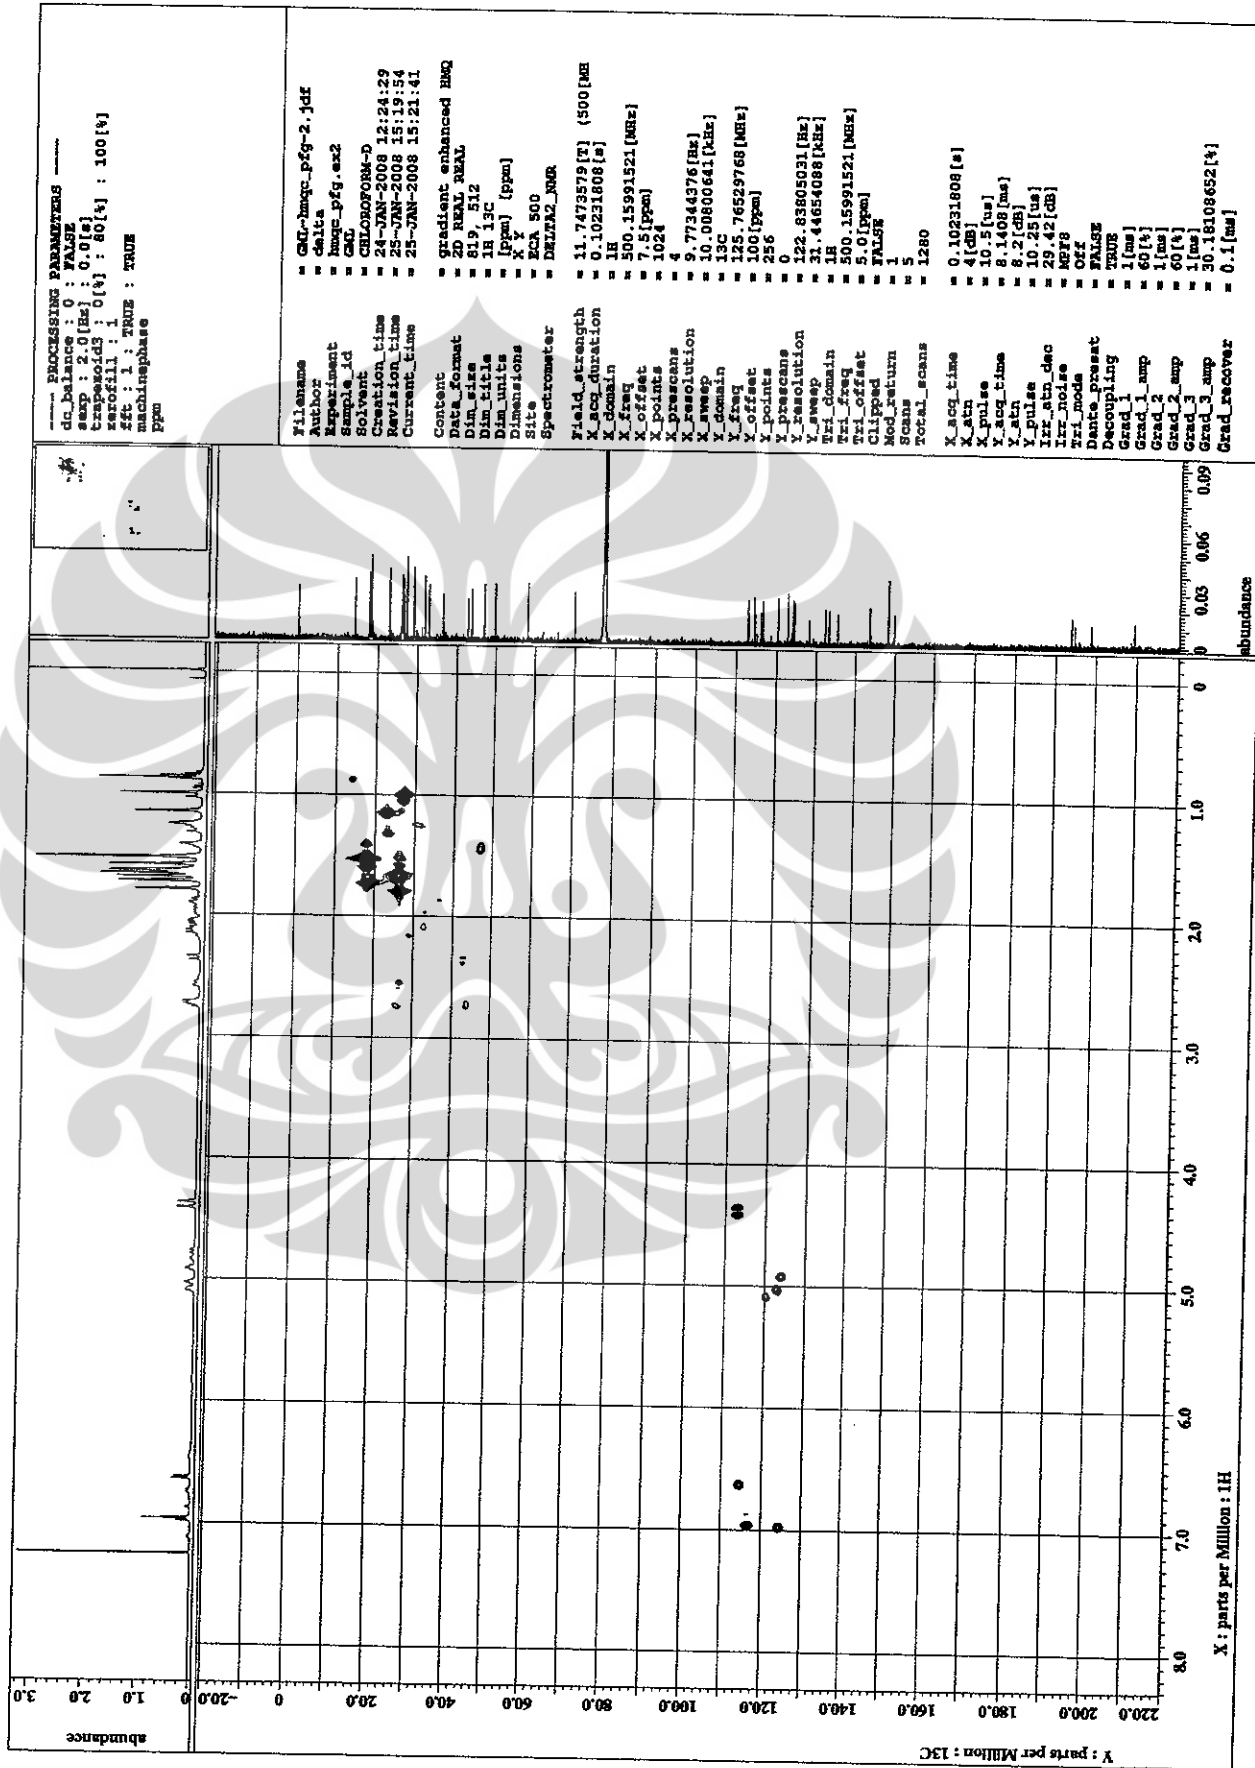 ---- PROCESSING PARAMETERS ----
dc_balance : 0 : FALSE
sexp : 2.0[Hz] : 0.0[s]
trapezoid3 : 0[%] : 80[%] : 100[%]
zerofill : 1
fft : 1 : TRUE : TRUE
machinephase
ppm
Filename = GML-hmqc_pfg-2.jdf
Author = delta
Experiment = hmqc_pfg.ex2
Sample_id = GML
Solvent = CHLOROFORM-D
Creation_time = 24-JAN-2008 12:24:29
Revision_time = 25-JAN-2008 15:19:54
Current_time = 25-JAN-2008 15:21:41
Content = gradient enhanced HMQ
Data_format = 2D REAL REAL
Dim_size = 819, 512
Dim_title = 1H 13C
Dim_units = [ppm] [ppm]
Dimensions = X Y
Site = ECA 500
Spectrometer = DELTA2_NMR
Field_strength = 11.7473579[T] (500[MH
X_acq_duration = 0.10231808[s]
X_domain = 1H
X_freq = 500.15991521[MHz]
X_offset = 7.5[ppm]
X_points = 1024
X_prescans = 4
X_resolution = 9.77344376[Hz]
X_sweep = 10.00800641[kHz]
Y_domain = 13C
Y_freq = 125.76529768[MHz]
Y_offset = 100[ppm]
Y_points = 256
Y_prescans = 0
Y_resolution = 122.83805031[Hz]
Y_sweep = 31.44654088[kHz]
Tri_domain = 1H
Tri_freq = 500.15991521[MHz]
Tri_offset = 5.0[ppm]
Clipped = FALSE
Mod_return = 1
Scans = 5
Total_scans = 1280
X_acq_time = 0.10231808[s]
X_atn = 4[dB]
X_pulse = 10.5[us]
Y_acq_time = 8.1408[ms]
Y_atn = 8.2[dB]
Y_pulse = 10.25[us]
Irr_atn_dec = 29.42[dB]
Irr_noise = MPF8
Tri_mode = Off
Dante_presat = FALSE
Decoupling = TRUE
Grad_1 = 1[ms]
Grad_1_amp = 60[%]
Grad_2 = 1[ms]
Grad_2_amp = 60[%]
Grad_3 = 1[ms]
Grad_3_amp = 30.18108652[%]
Grad_recover = 0.1[ms]
abundance
0 1.0 2.0 3.0
abundance
0 0.03 0.06 0.09
Y : parts per Million : 13C
-20.0 0 20.0 40.0 60.0 80.0 100.0 120.0 140.0 160.0 180.0 200.0 220.0
8.0 7.0 6.0 5.0 4.0 3.0 2.0 1.0 0
X : parts per Million : 1H